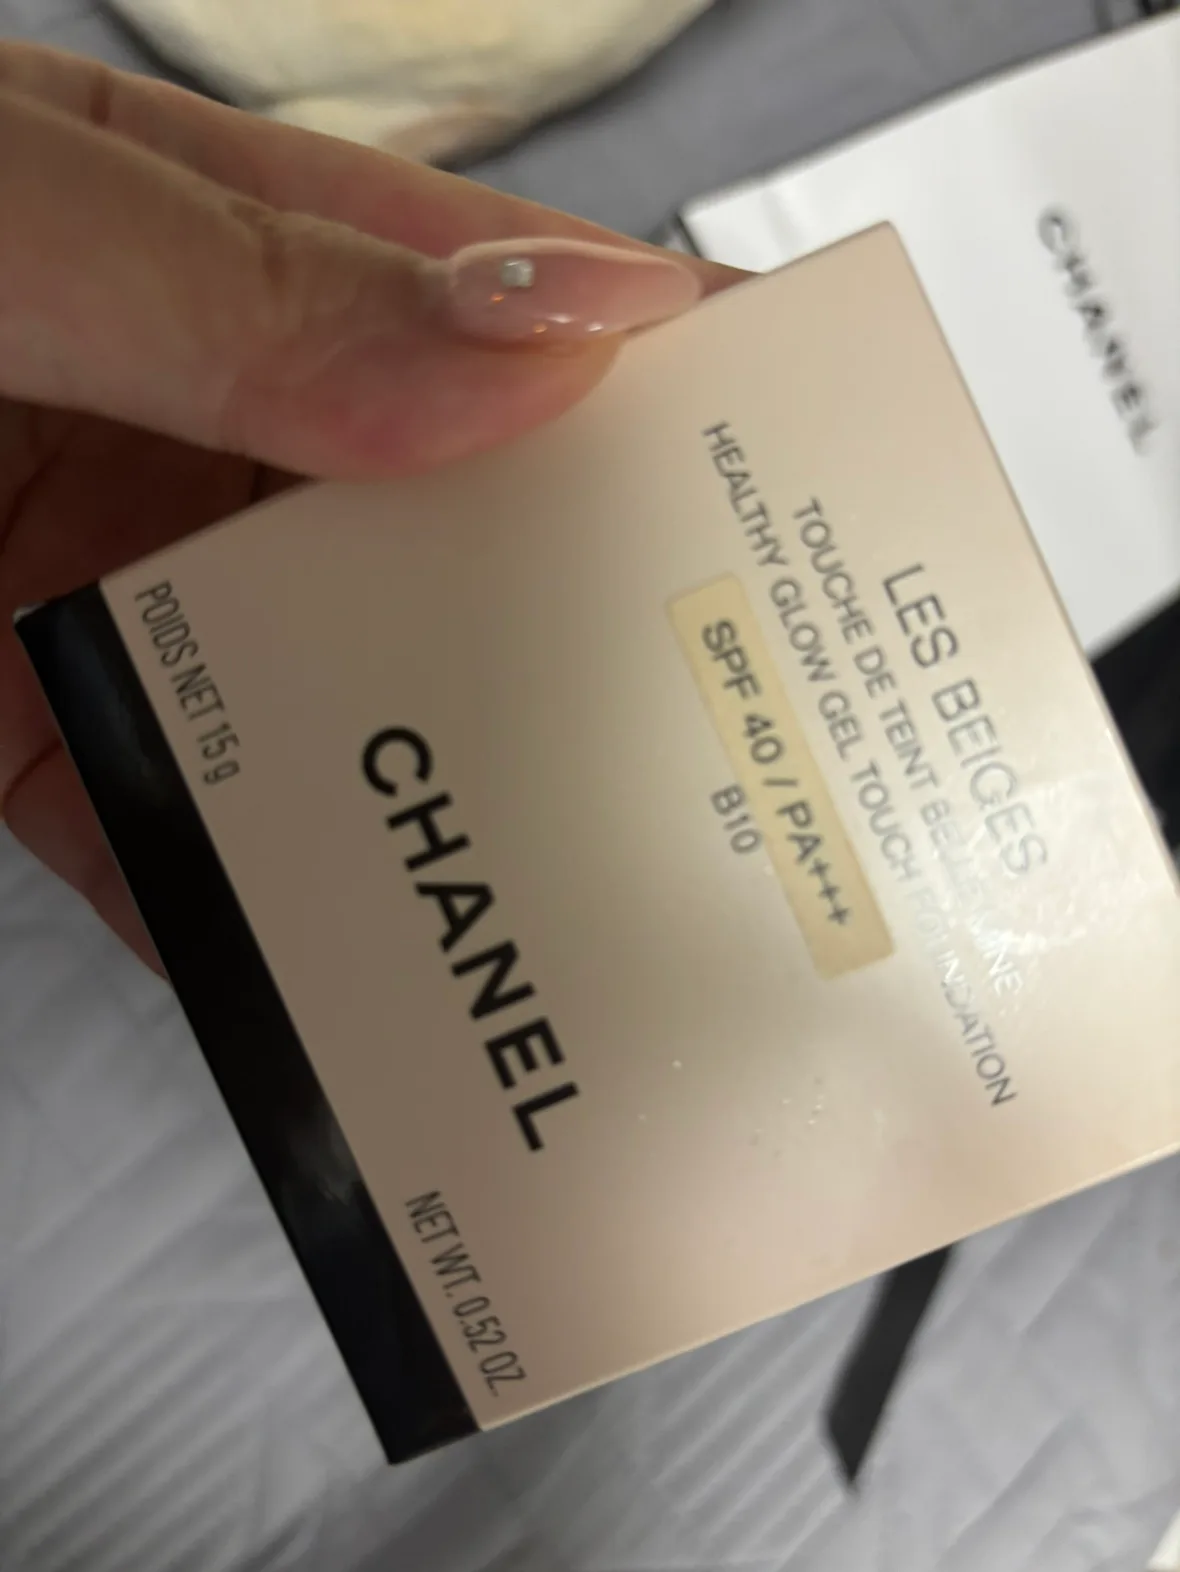 LES BEIGES
TOUCHE DE TEINT BELLE MINE
HEALTHY GLOW GEL TOUCH FOUNDATION
SPF 40 / PA+++
B10
CHANEL
POIDS NET 15 g
NET WT. 0.52 OZ.
CHANEL